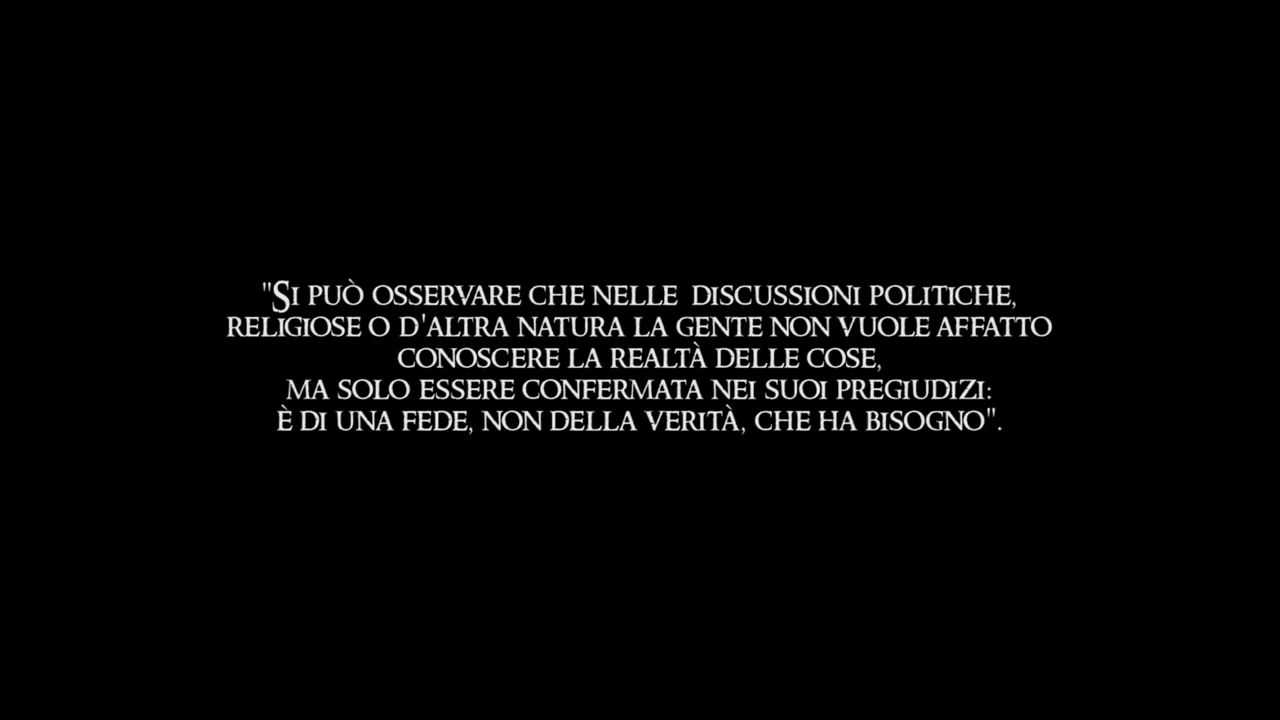 "Si può osservare che nelle discussioni politiche,
religiose o d'altra natura la gente non vuole affatto
conoscere la realtà delle cose,
ma solo essere confermata nei suoi pregiudizi:
è di una fede, non della verità, che ha bisogno".